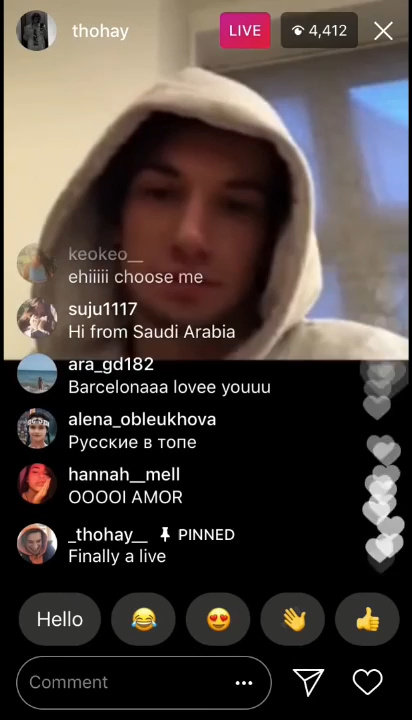 thohay
LIVE
4,412
keokeo__
ehiiiii choose me
suju1117
Hi from Saudi Arabia
ara_gd182
Barcelonaaa lovee youuu
alena_obleukhova
Русские в топе
hannah__mell
OOOOI AMOR
_thohay__ PINNED
Finally a live
Hello
Comment